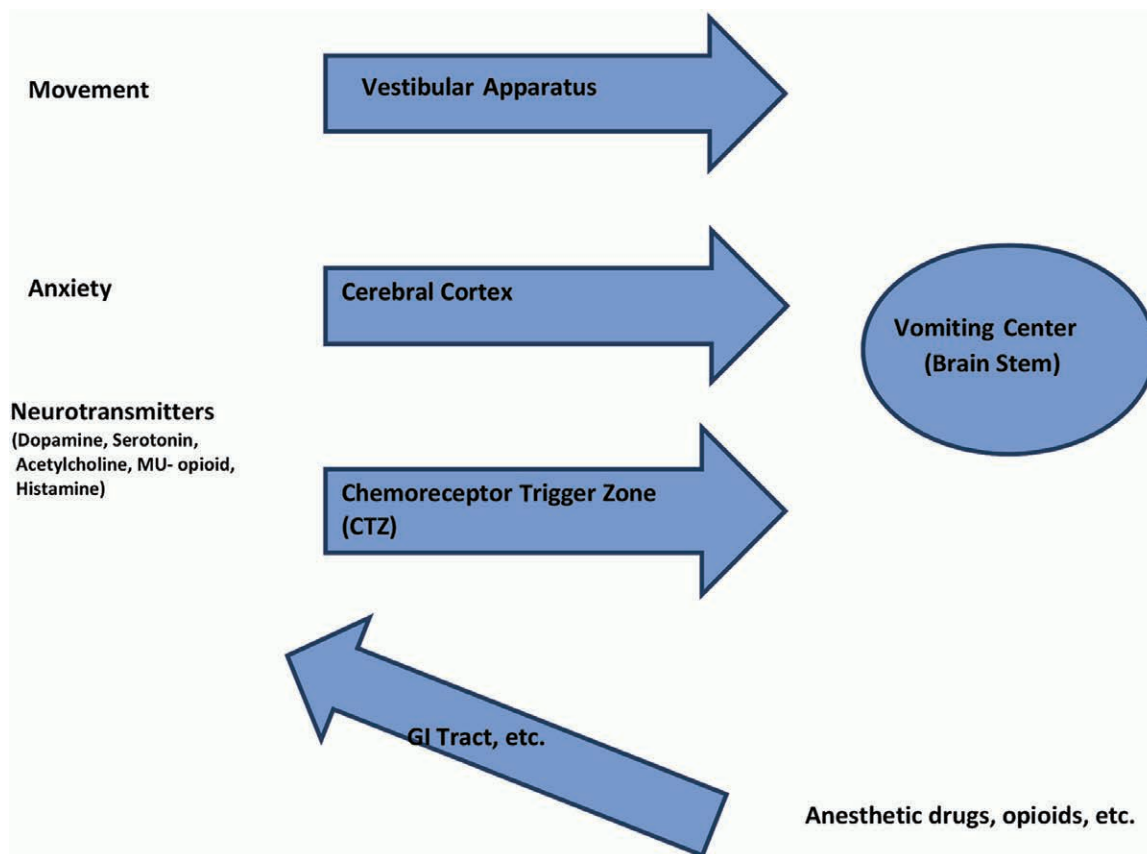 Movement
Vestibular Apparatus
Anxiety
Cerebral Cortex
Vomiting Center
(Brain Stem)
Neurotransmitters
(Dopamine, Serotonin,
Acetylcholine, MU- opioid,
Histamine)
Chemoreceptor Trigger Zone
(CTZ)
GI Tract, etc.
Anesthetic drugs, opioids, etc.